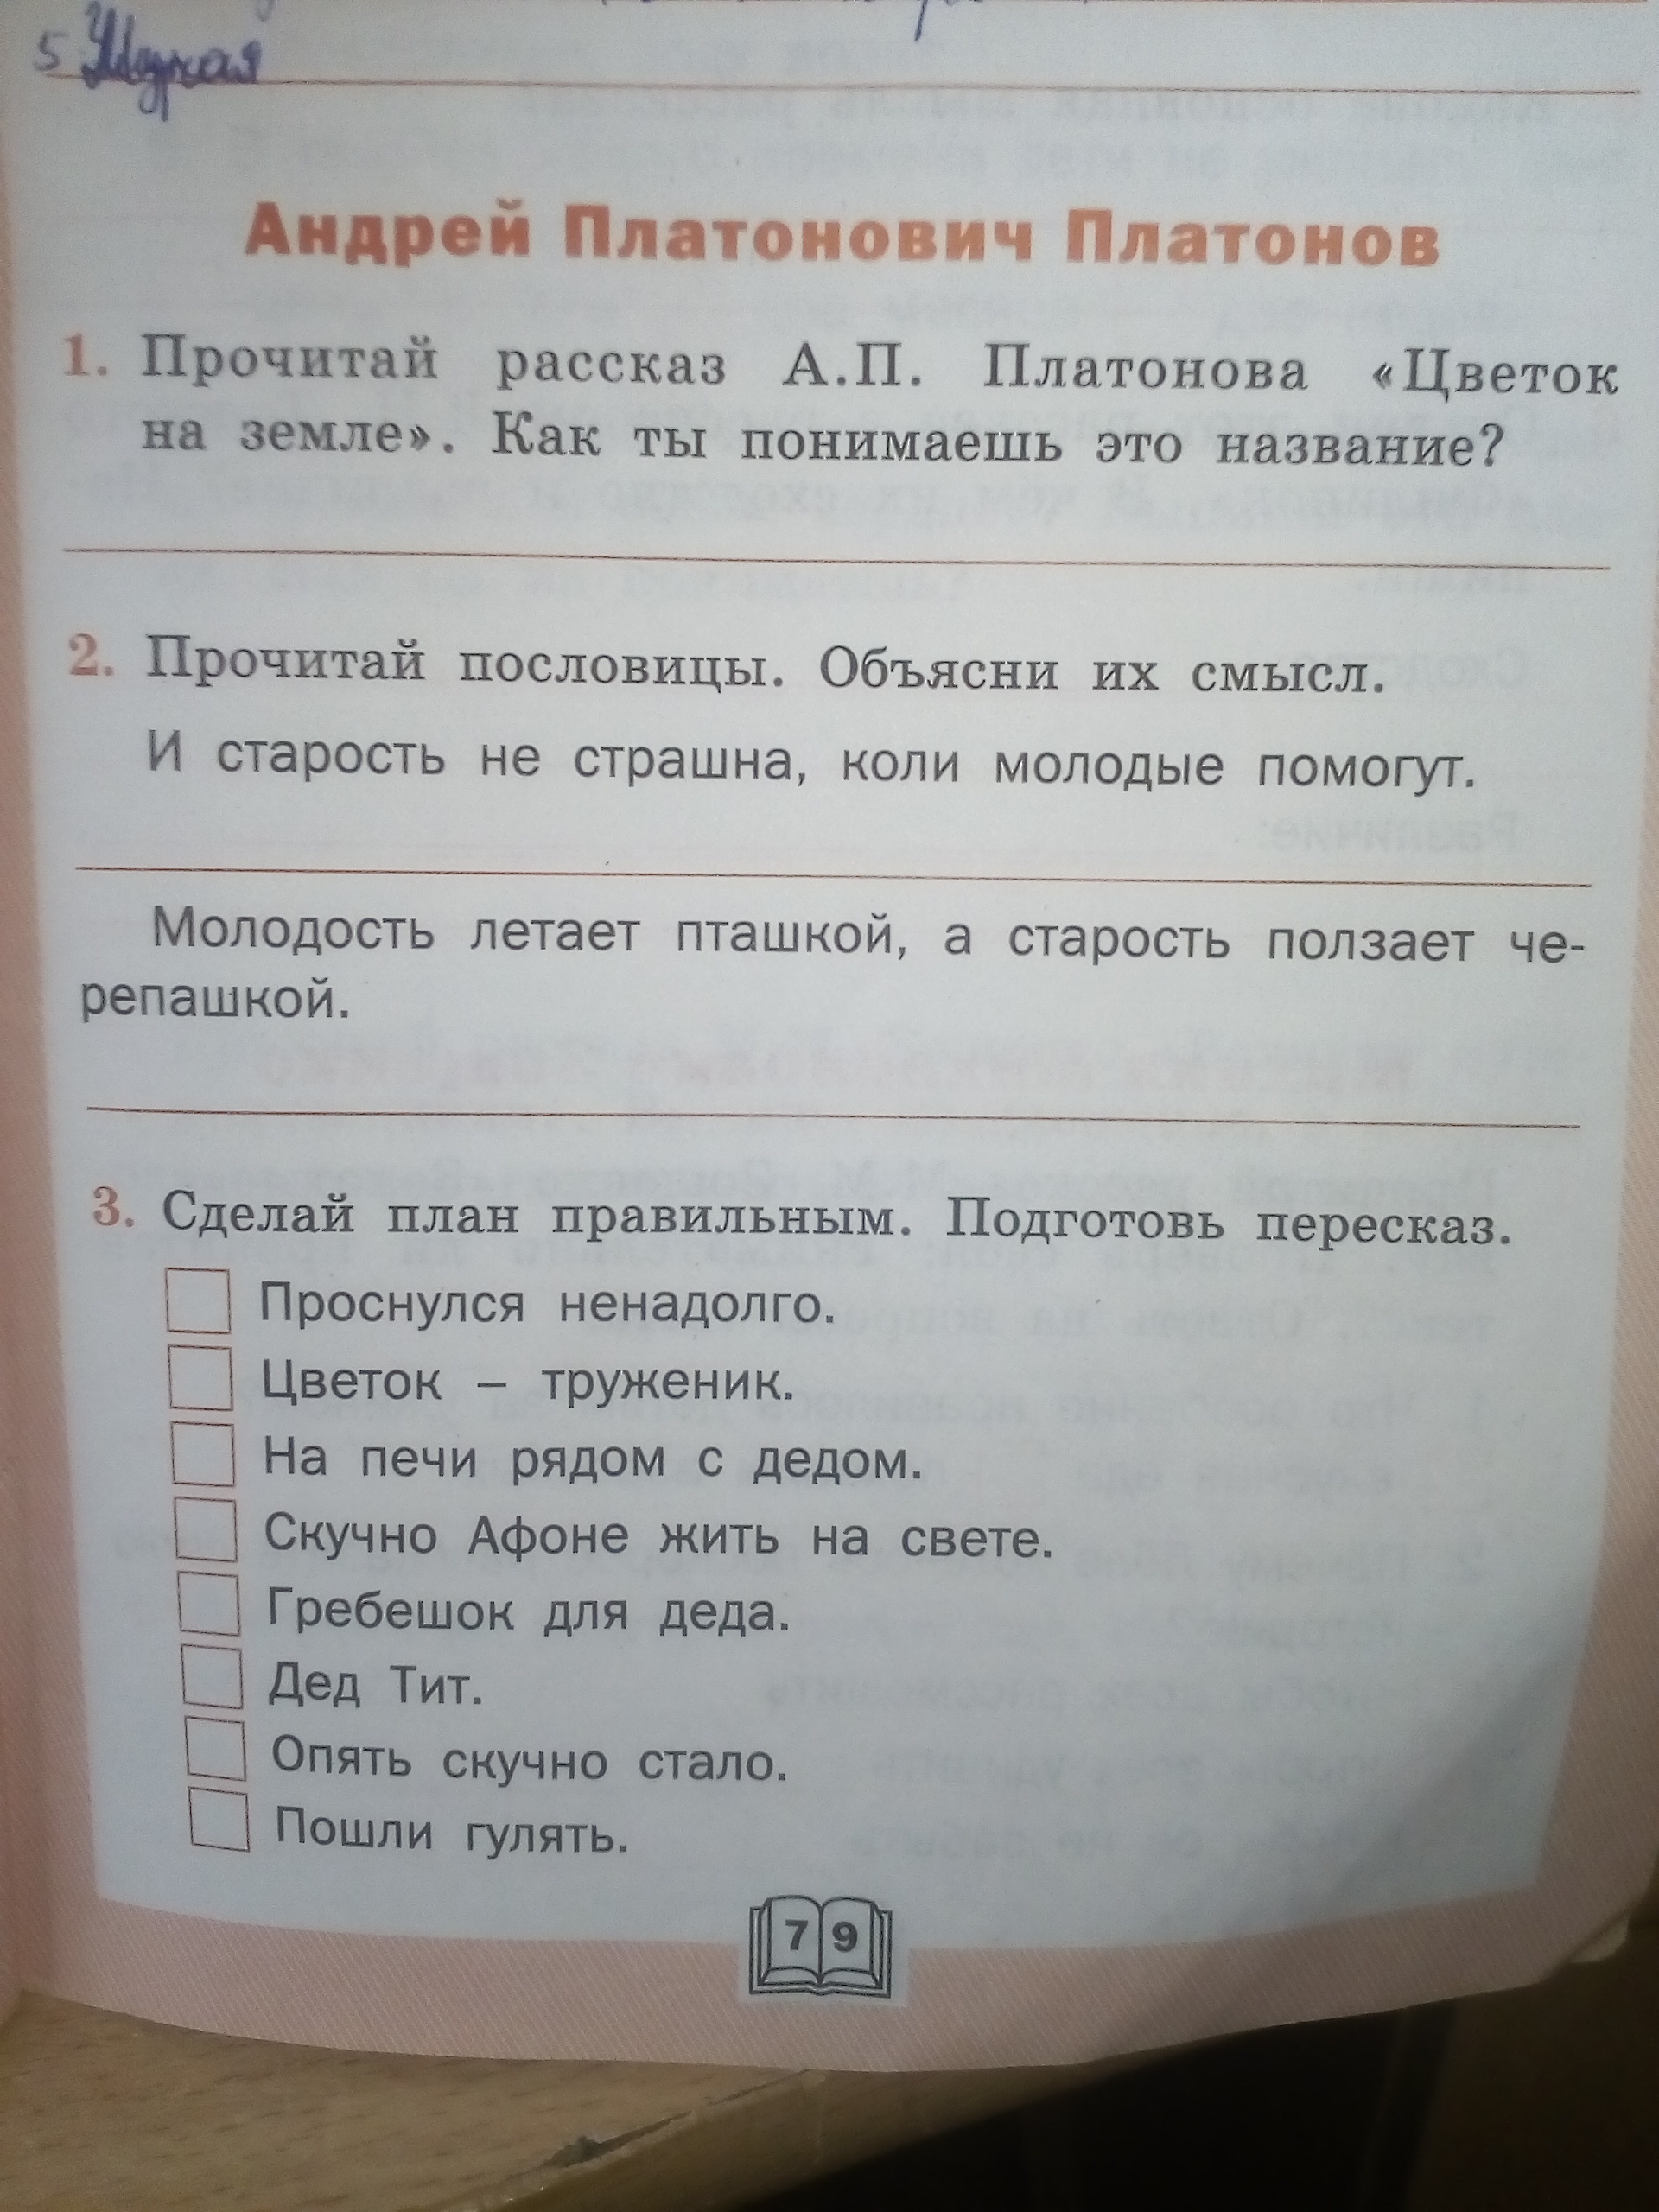 5 Чуткая
Андрей Платонович Платонов
1. Прочитай рассказ А.П. Платонова «Цветок
на земле». Как ты понимаешь это название?
2. Прочитай пословицы. Объясни их смысл.
И старость не страшна, коли молодые помогут.
Молодость летает пташкой, а старость ползает че-
репашкой.
3. Сделай план правильным. Подготовь пересказ.
Проснулся ненадолго.
Цветок – труженик.
На печи рядом с дедом.
Скучно Афоне жить на свете.
Гребешок для деда.
Дед Тит.
Опять скучно стало.
Пошли гулять.
79